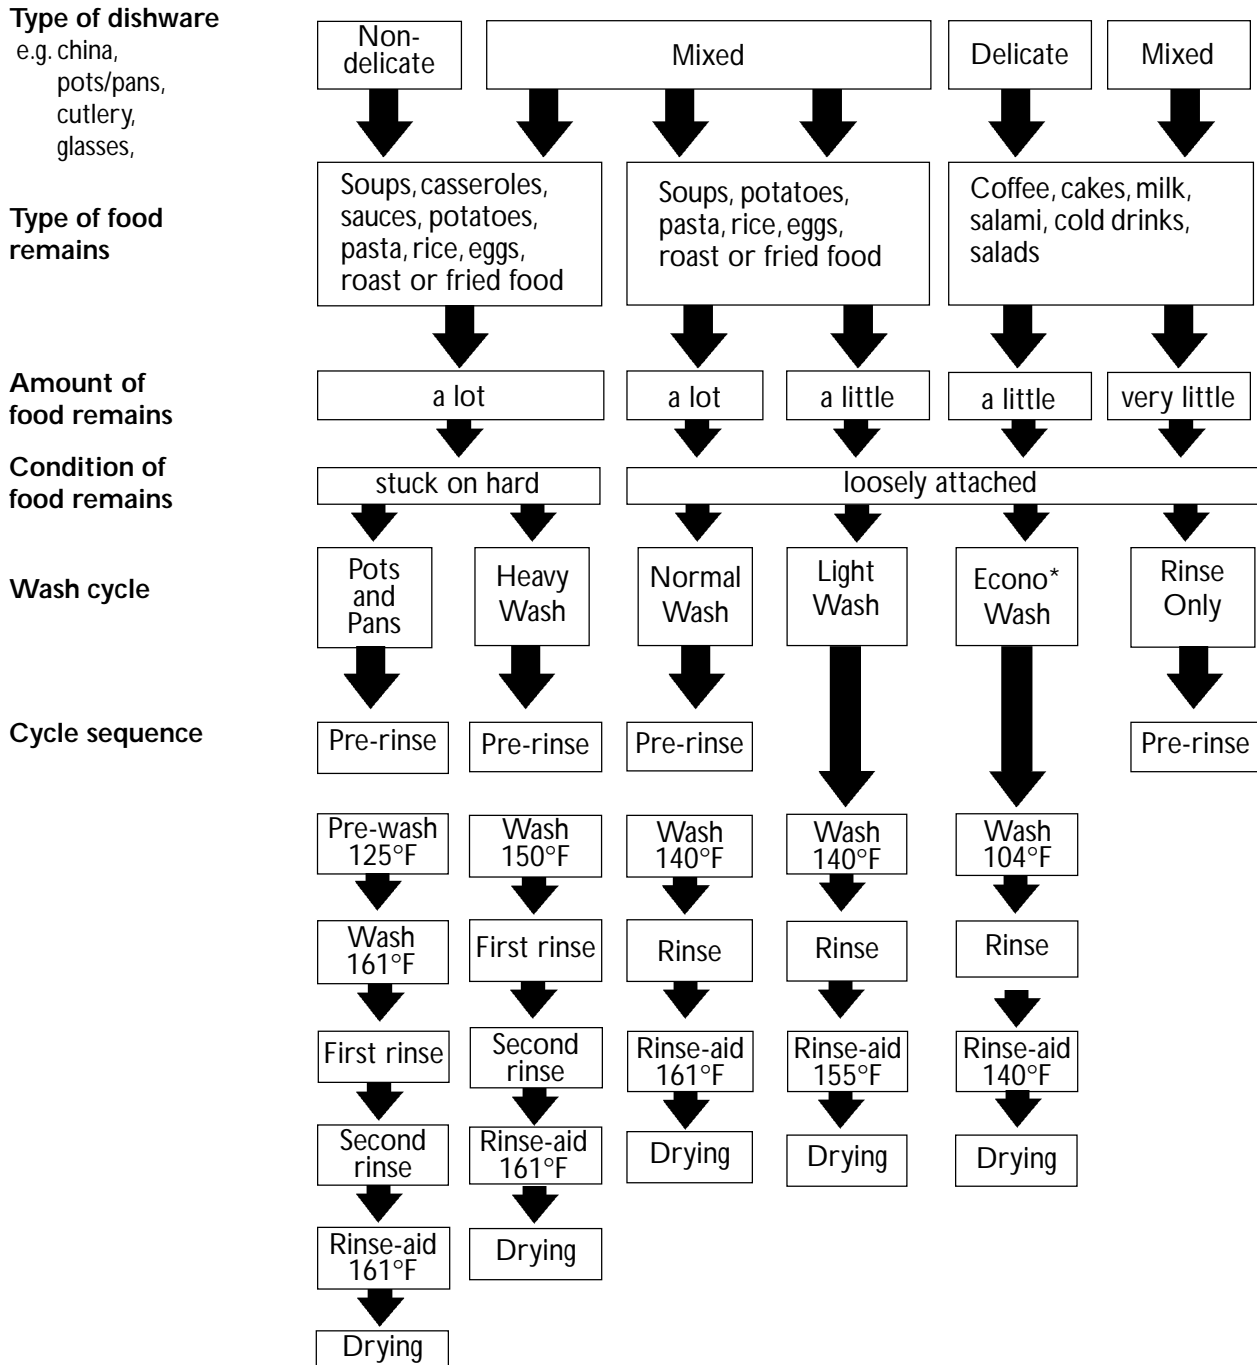 Type of dishware
e.g. china,
pots/pans,
cutlery,
glasses,
Non-
delicate
Mixed
Delicate
Mixed
Type of food
remains
Soups, casseroles,
sauces, potatoes,
pasta, rice, eggs,
roast or fried food
Soups, potatoes,
pasta, rice, eggs,
roast or fried food
Coffee, cakes, milk,
salami, cold drinks,
salads
Amount of
food remains
a lot
a lot
a little
a little
very little
Condition of
food remains
stuck on hard
loosely attached
Wash cycle
Pots
and
Pans
Heavy
Wash
Normal
Wash
Light
Wash
Econo*
Wash
Rinse
Only
Cycle sequence
Pre-rinse
Pre-rinse
Pre-rinse
Pre-rinse
Pre-wash
125°F
Wash
150°F
Wash
140°F
Wash
140°F
Wash
104°F
Wash
161°F
First rinse
Rinse
Rinse
Rinse
First rinse
Second
rinse
Rinse-aid
161°F
Rinse-aid
155°F
Rinse-aid
140°F
Second
rinse
Rinse-aid
161°F
Drying
Drying
Drying
Rinse-aid
161°F
Drying
Drying